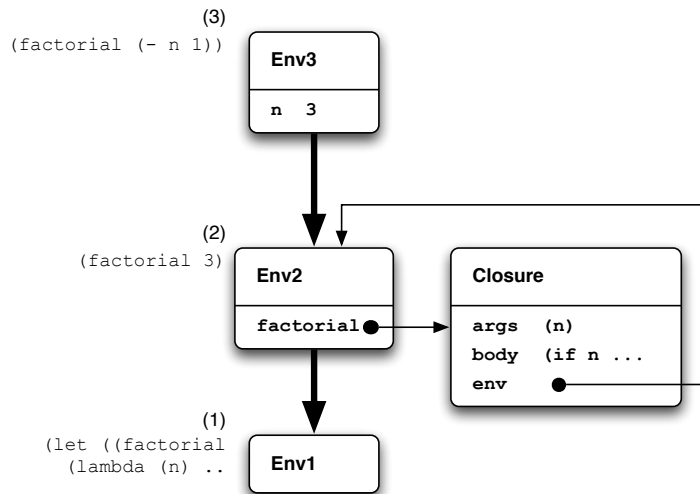 (3)
(factorial (- n 1))
Env3
n 3
(2)
(factorial 3)
Env2
factorial
Closure
args (n)
body (if n ...
env
(1)
(let ((factorial
(lambda (n) ..
Env1